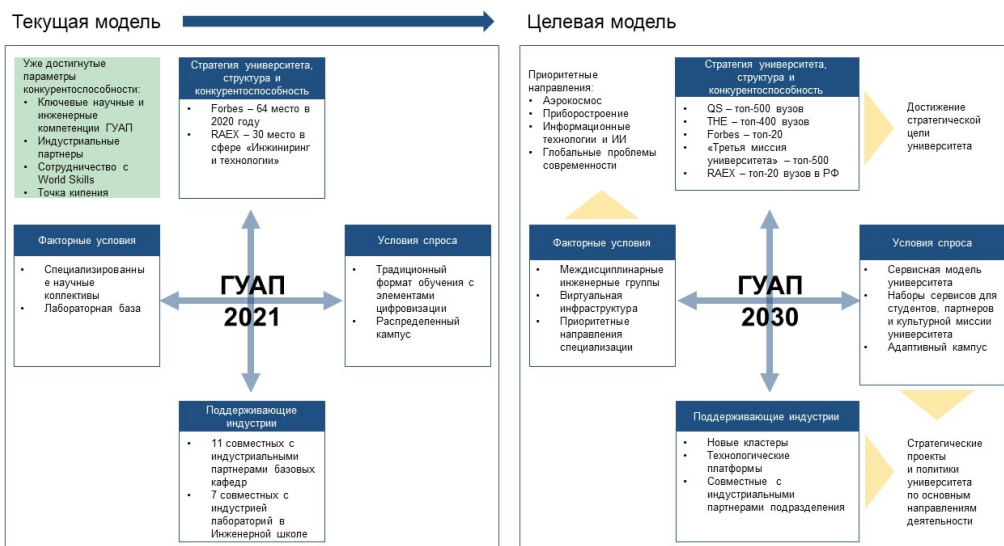 Текущая модель
Целевая модель
Уже достигнутые
параметры
конкурентоспособности:
• Ключевые научные и
инженерные
компетенции ГУАП
• Индустриальные
партнеры
• Сотрудничество с
World Skills
• Точка кипения
Стратегия университета,
структура и
конкурентоспособность
• Forbes – 64 место в
2020 году
• RAEX – 30 место в
сфере «Инжиниринг
и технологии»
Факторные условия
• Специализированны
е научные
коллективы
• Лабораторная база
ГУАП
2021
Условия спроса
• Традиционный
формат обучения с
элементами
цифровизации
• Распределенный
кампус
Поддерживающие
индустрии
• 11 совместных с
индустриальными
партнерами базовых
кафедр
• 7 совместных с
индустрией
лабораторий в
Инженерной школе
Приоритетные
направления:
• Аэрокосмос
• Приборостроение
• Информационные
технологии и ИИ
• Глобальные проблемы
современности
Стратегия университета,
структура и
конкурентоспособность
• QS – топ-500 вузов
• THE – топ-400 вузов
• Forbes – топ-20
• «Третья миссия
университета» – топ-500
• RAEX – топ-20 вузов в РФ
Достижение
стратегической
цели
университета
Факторные условия
• Междисциплинарные
инженерные группы
• Виртуальная
инфраструктура
• Приоритетные
направления
специализации
ГУАП
2030
Условия спроса
• Сервисная модель
университета
• Наборы сервисов для
студентов, партнеров
и культурной миссии
университета
• Адаптивный кампус
Поддерживающие индустрии
• Новые кластеры
• Технологические
платформы
• Совместные с
индустриальными
партнерами подразделения
Стратегические
проекты
и политики
университета
по основным
направлениям
деятельности